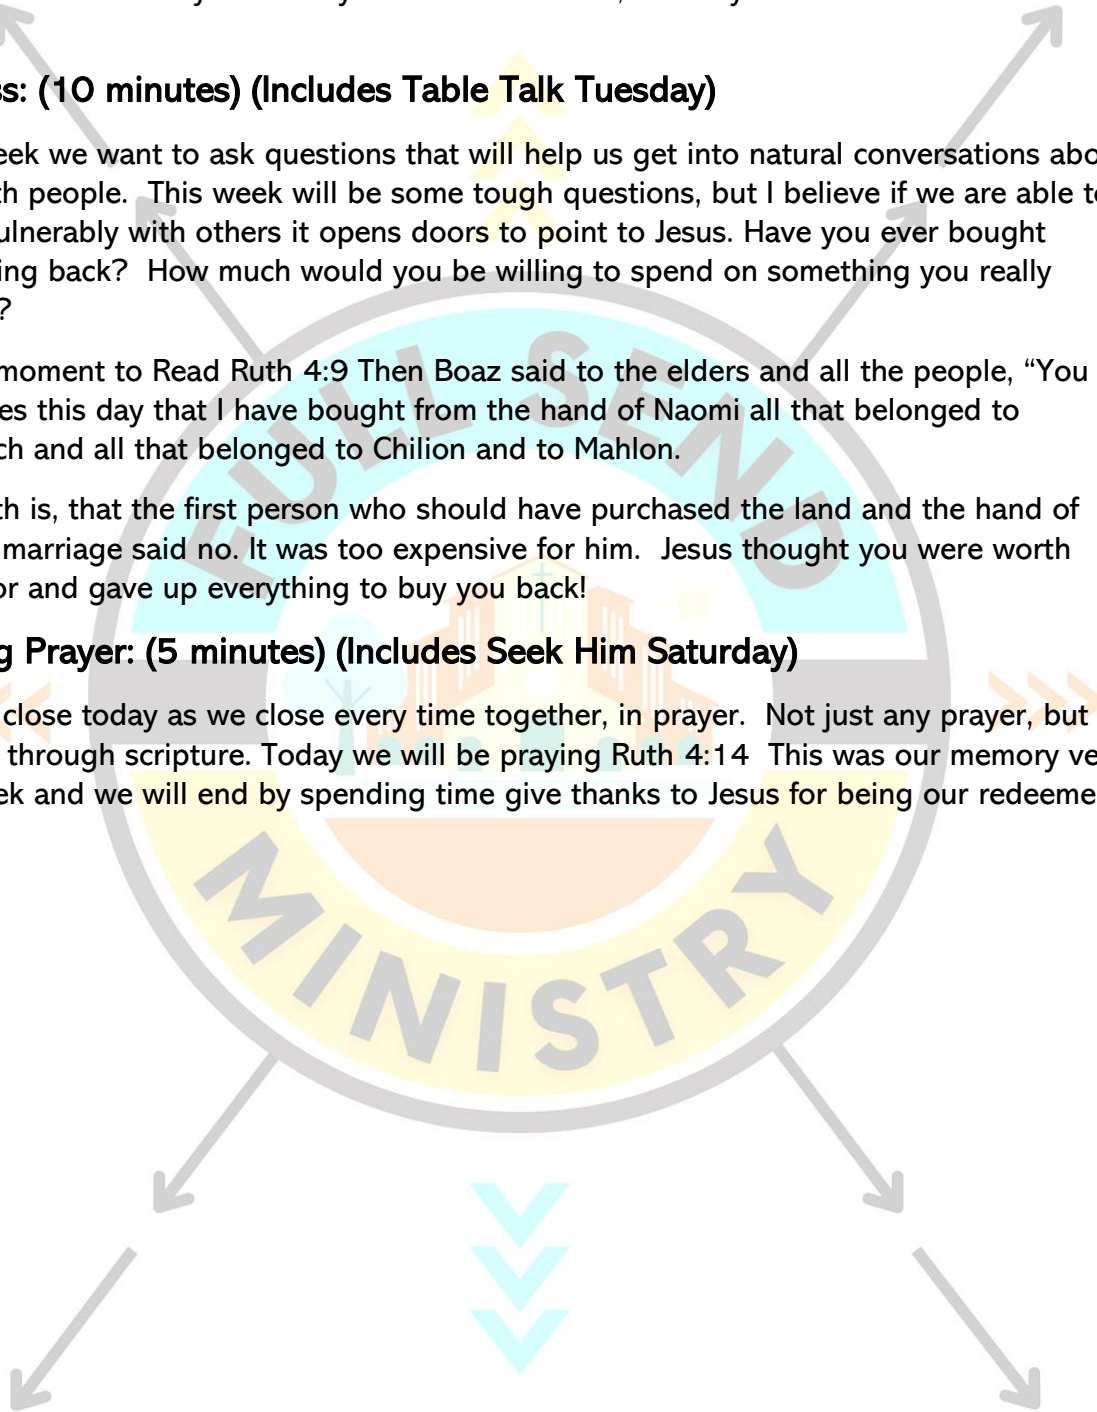 ss: (10 minutes) (Includes Table Talk Tuesday)
eek we want to ask questions that will help us get into natural conversations abo
th people.  This week will be some tough questions, but I believe if we are able to
ulnerably with others it opens doors to point to Jesus. Have you ever bought
ing back?  How much would you be willing to spend on something you really
?
moment to Read Ruth 4:9 Then Boaz said to the elders and all the people, “You
es this day that I have bought from the hand of Naomi all that belonged to
ch and all that belonged to Chilion and to Mahlon.
th is, that the first person who should have purchased the land and the hand of
marriage said no. It was too expensive for him.  Jesus thought you were worth
or and gave up everything to buy you back!
g Prayer: (5 minutes) (Includes Seek Him Saturday)
close today as we close every time together, in prayer.  Not just any prayer, but
through scripture. Today we will be praying Ruth 4:14  This was our memory ve
ek and we will end by spending time give thanks to Jesus for being our redeeme
FULL SEND
MINISTRY